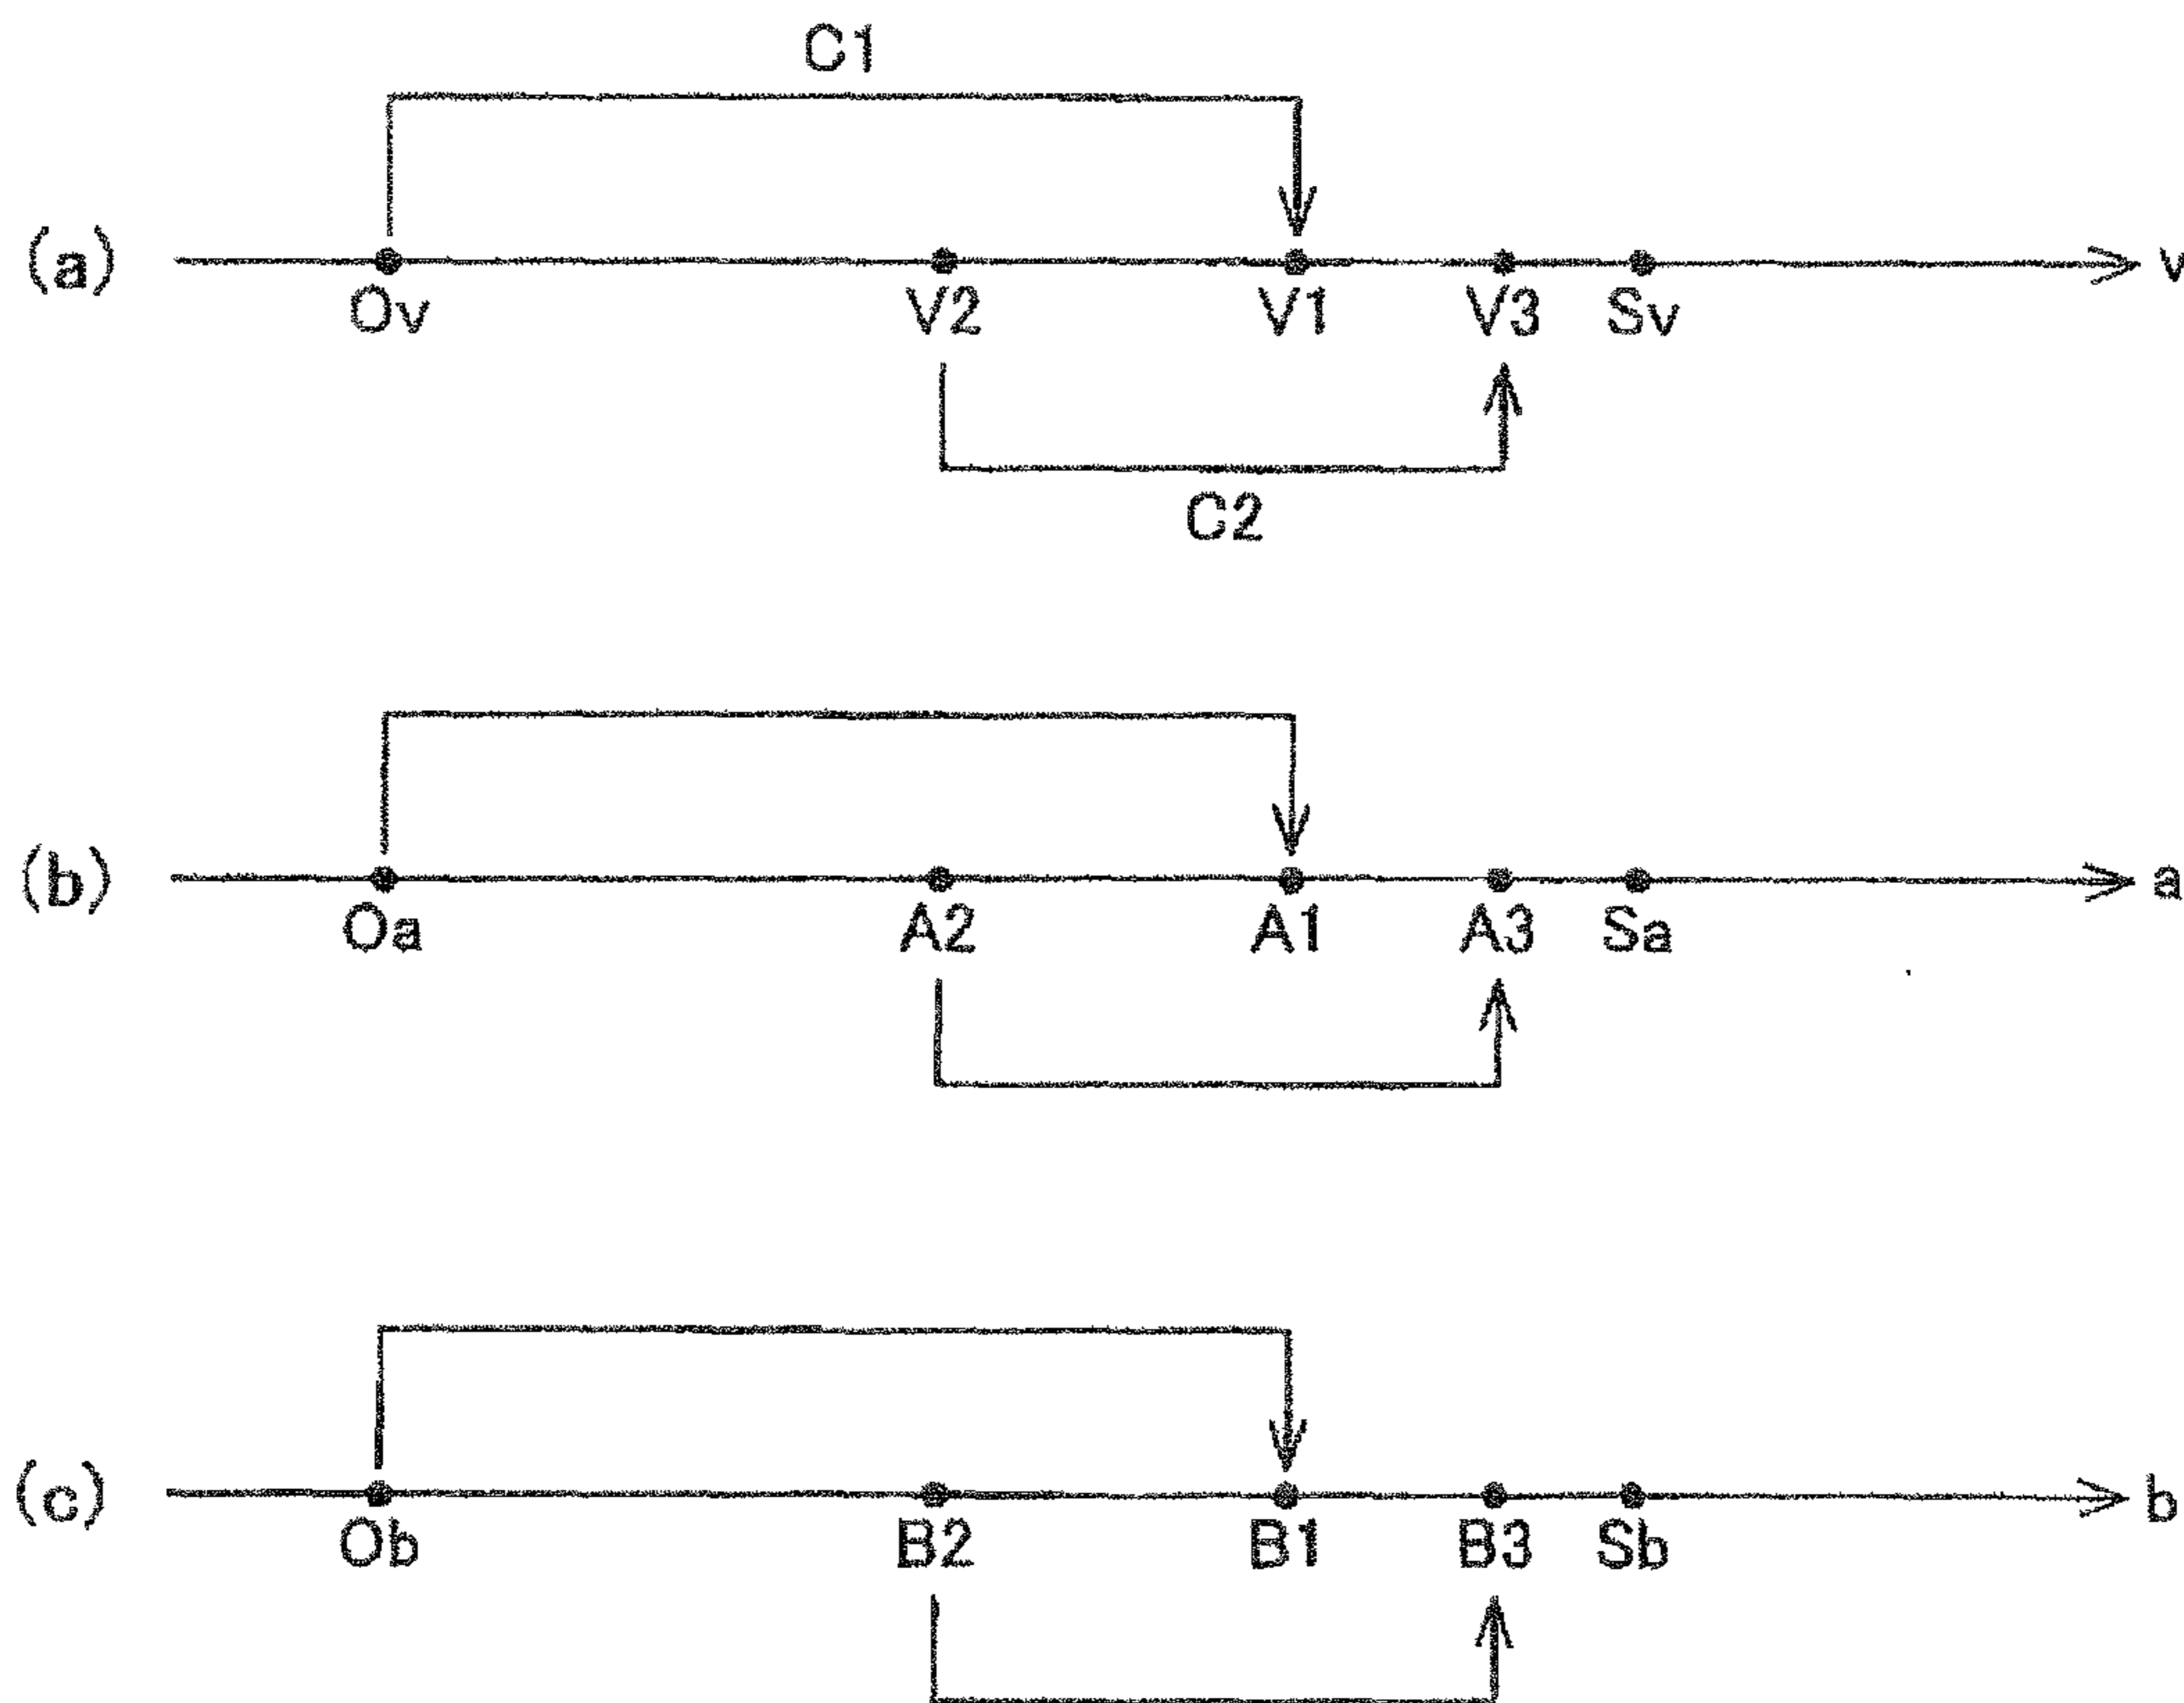 C1
(a) v
Ov V2 V1 V3 Sv
C2
(b) a
Oa A2 A1 A3 Sa
(c) b
Ob B2 B1 B3 Sb